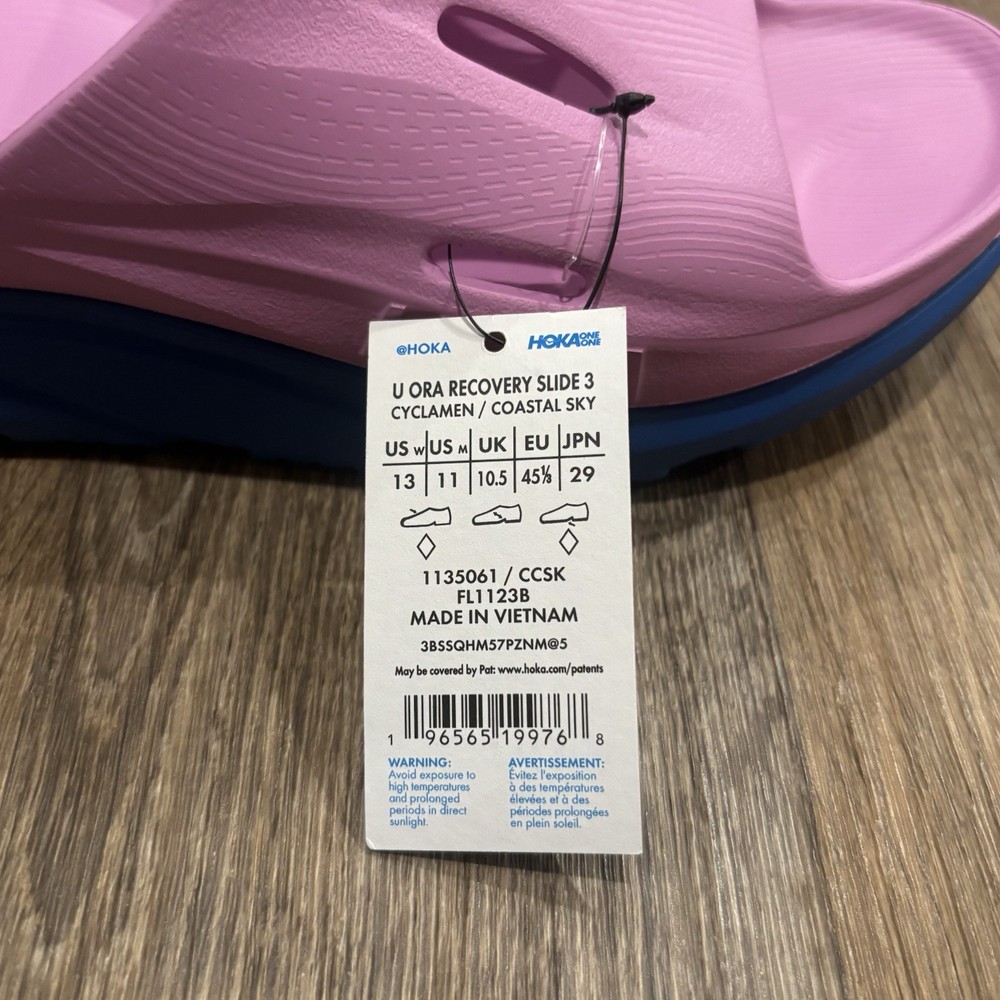 @HOKA HOKA ONE ONE
U ORA RECOVERY SLIDE 3
CYCLAMEN / COASTAL SKY
US W US M UK EU JPN
13 11 10.5 45⅓ 29
1135061 / CCSK
FL1123B
MADE IN VIETNAM
3BSSQHM57PZNM@5
May be covered by Pat: www.hoka.com/patents
1 96565 19976 8
WARNING:
Avoid exposure to
high temperatures
and prolonged
periods in direct
sunlight.
AVERTISSEMENT:
Évitez l'exposition
à des températures
élevées et à des
périodes prolongées
en plein soleil.